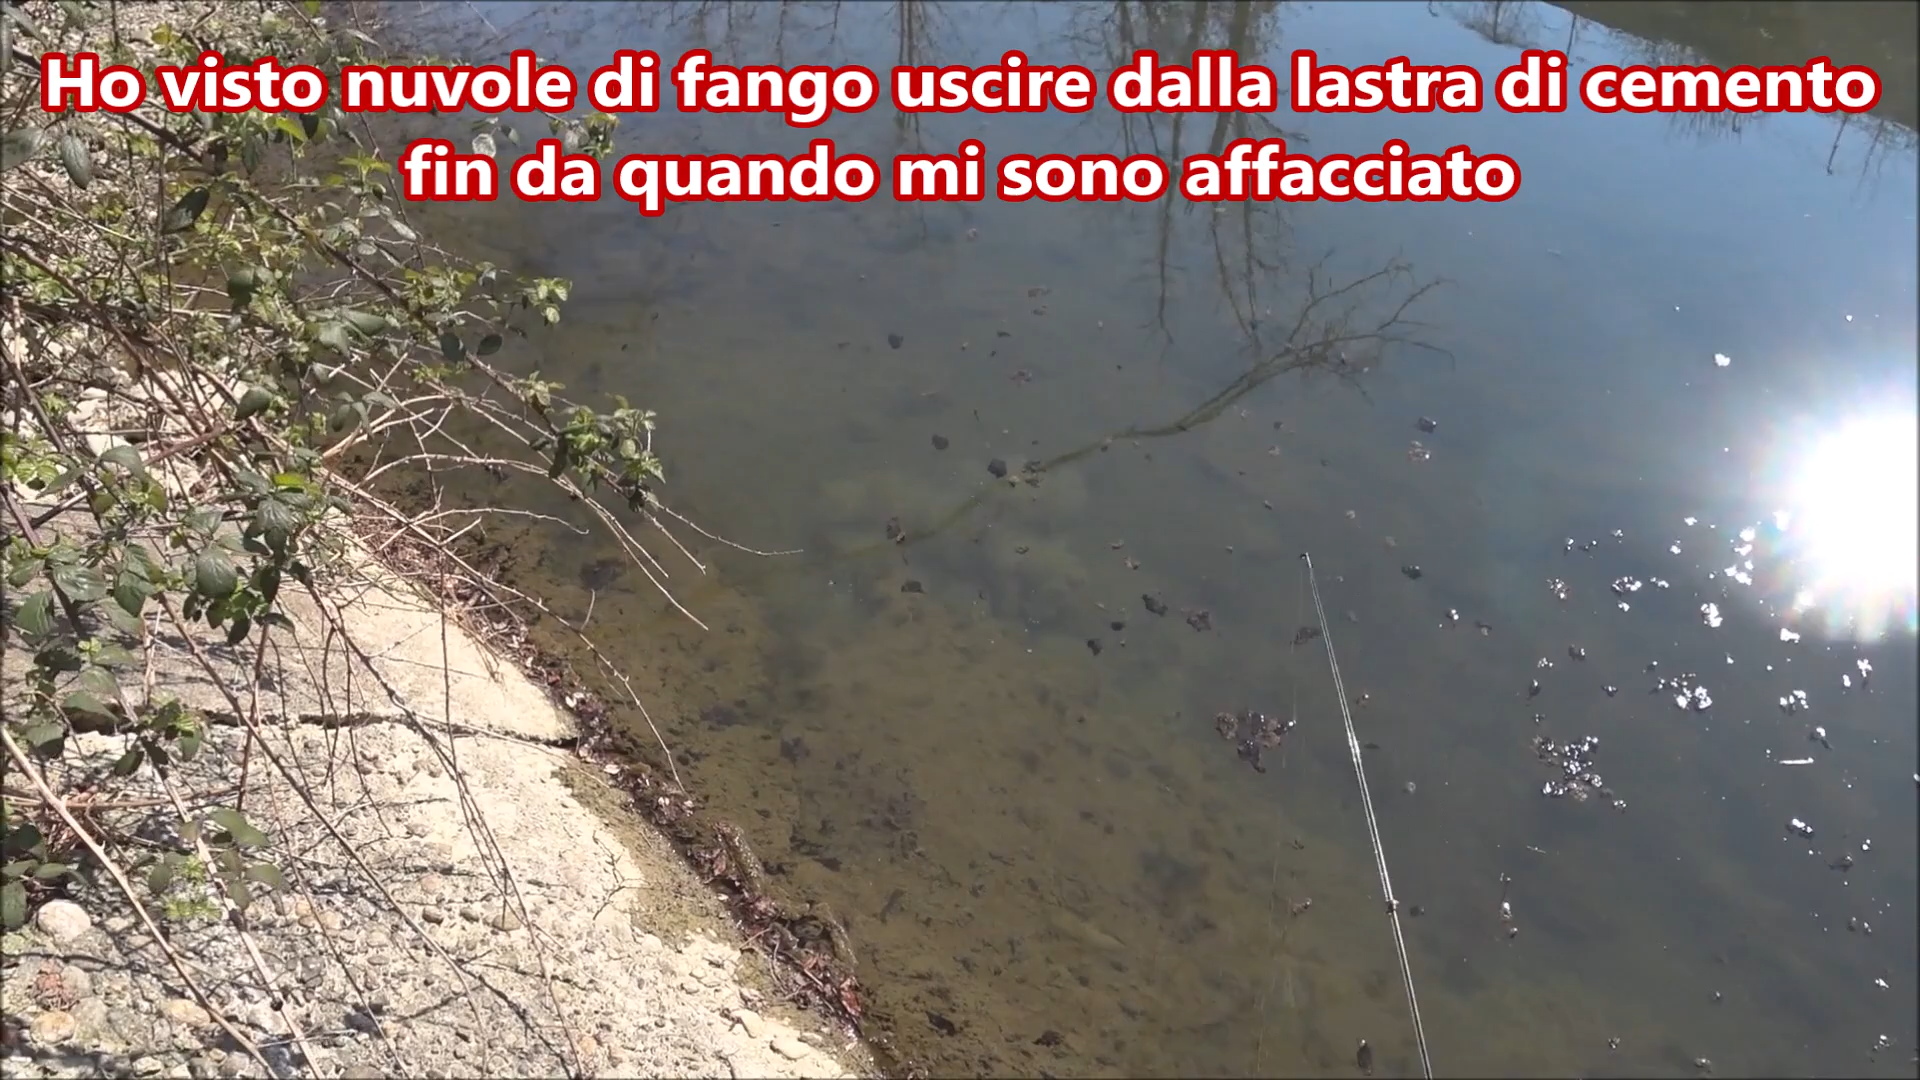 Ho visto nuvole di fango uscire dalla lastra di cemento
fin da quando mi sono affacciato